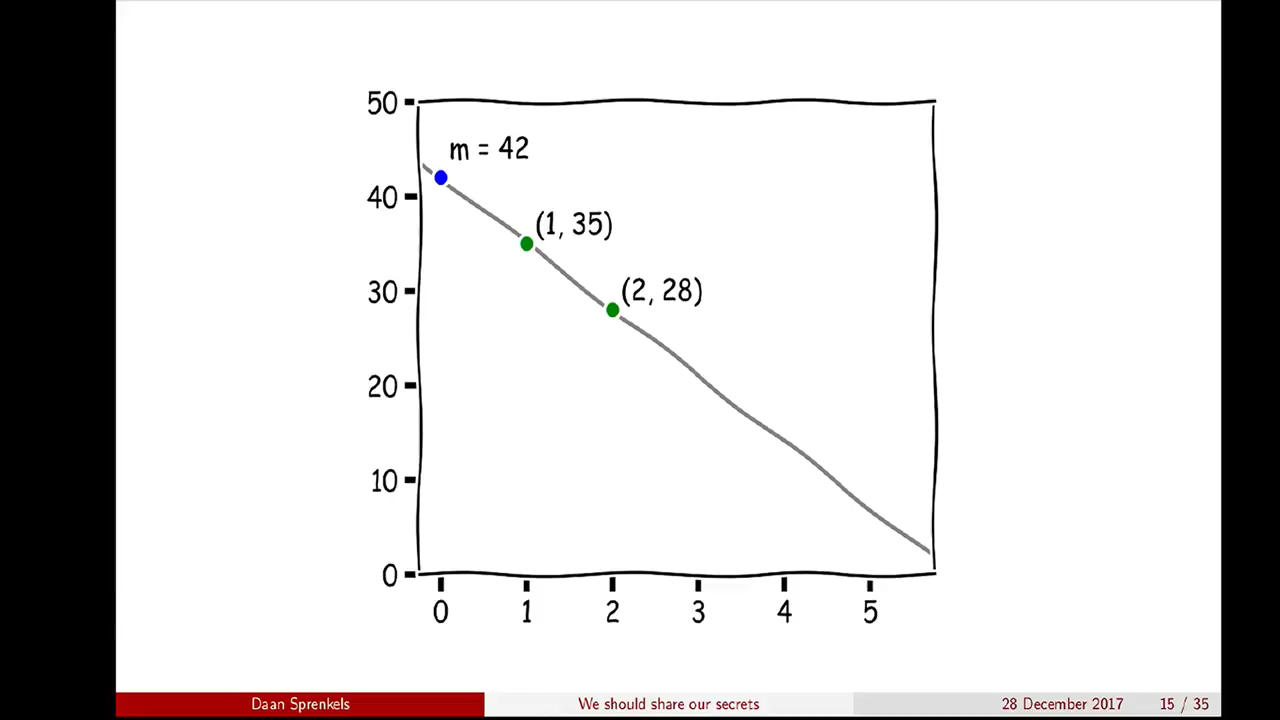 50
m = 42
40
(1, 35)
30
(2, 28)
20
10
0
0 1 2 3 4 5
Daan Sprenkels We should share our secrets 28 December 2017 15 / 35